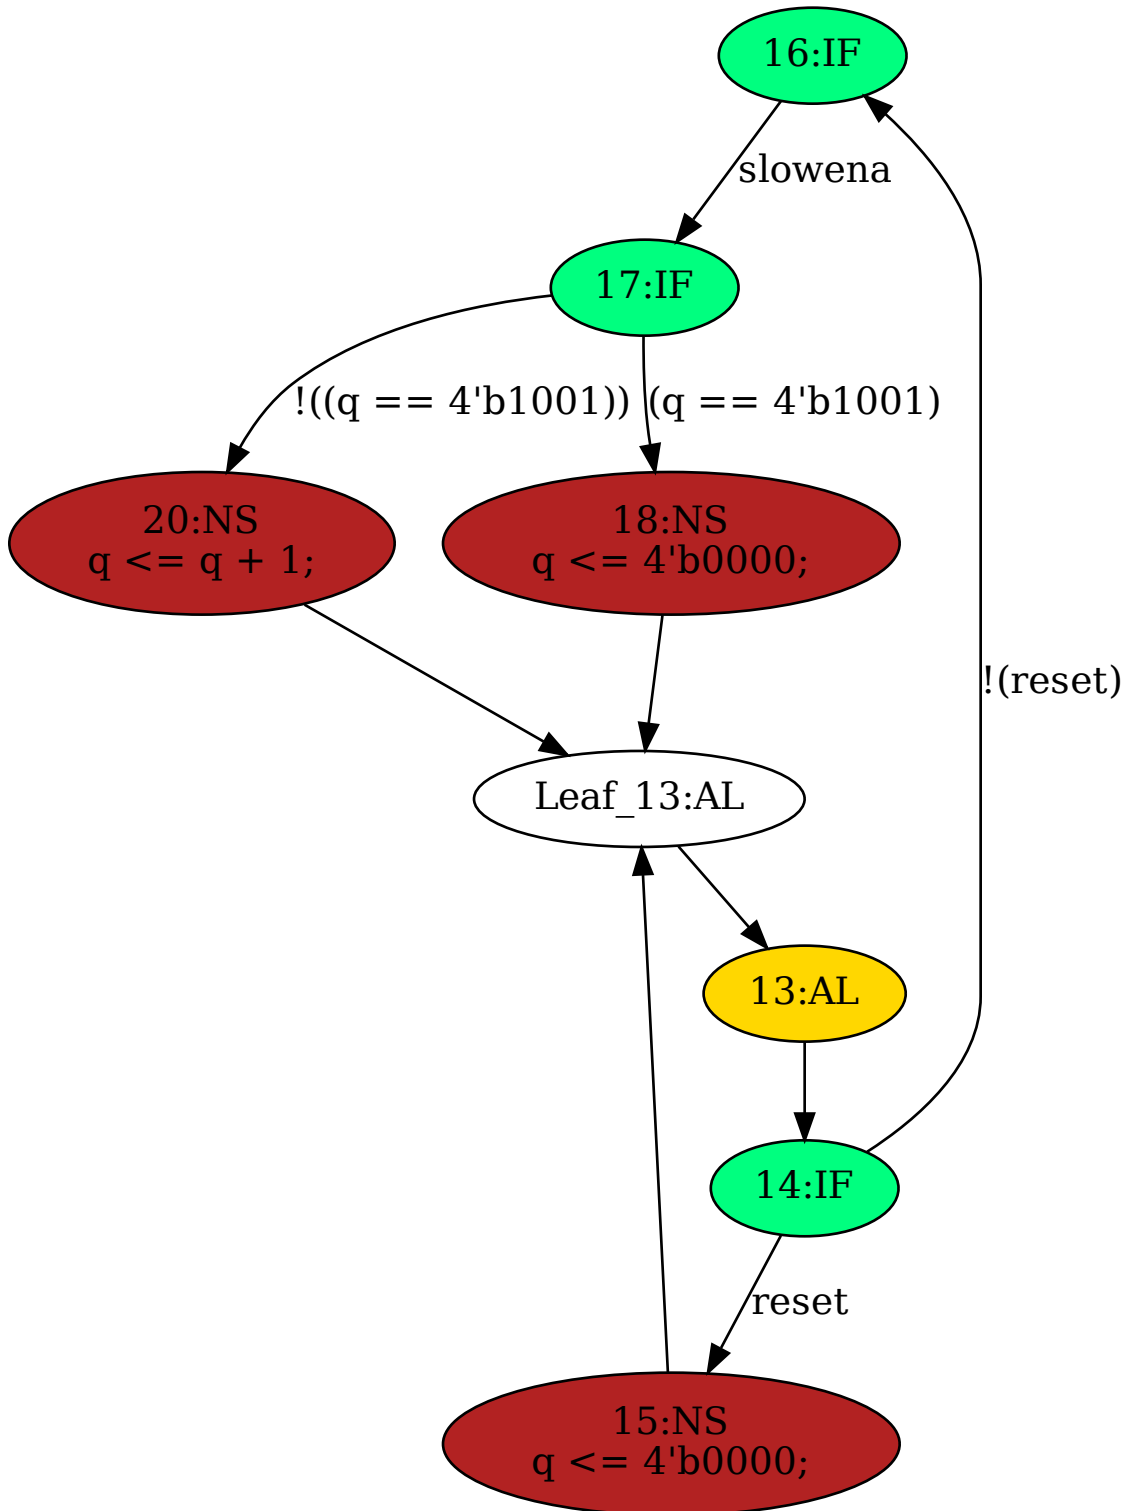 16:IF
slowena
17:IF
!((q == 4'b1001))
(q == 4'b1001)
20:NS
q <= q + 1;
18:NS
q <= 4'b0000;
!(reset)
Leaf_13:AL
13:AL
14:IF
reset
15:NS
q <= 4'b0000;